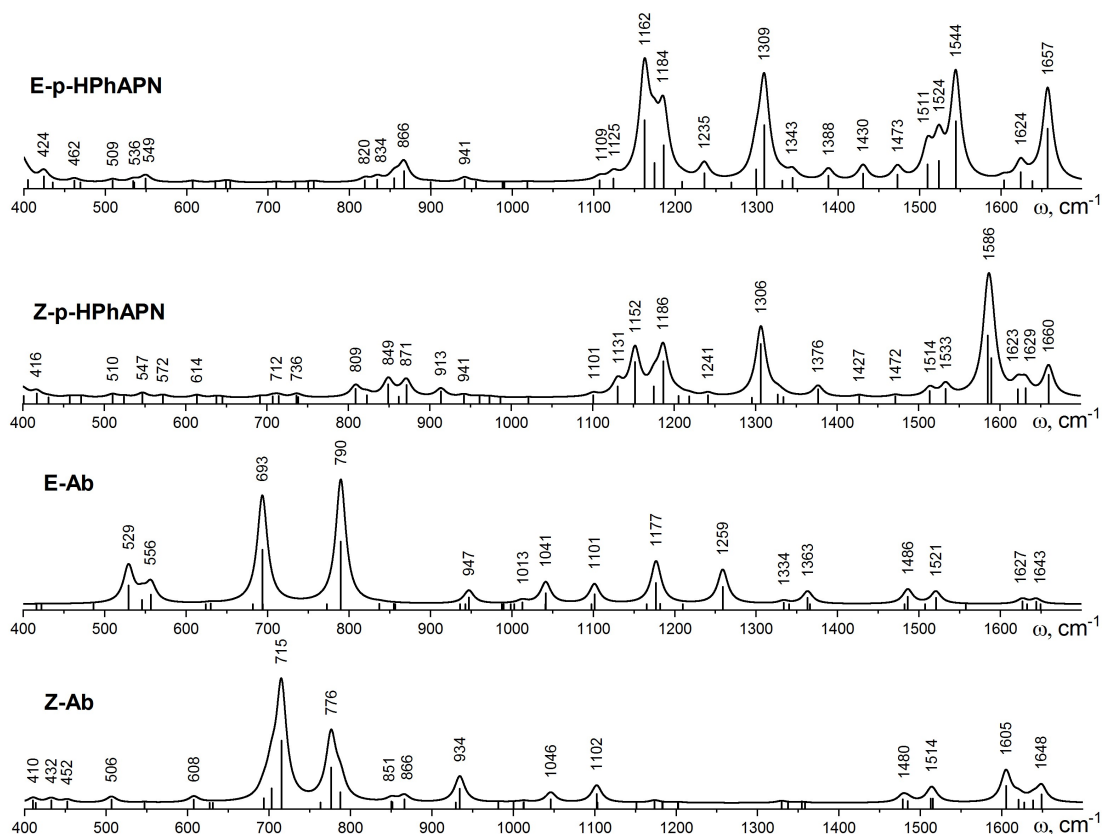 E-p-HPhAPN
424 462 509 536 549 820 834 866 941 1109 1125 1162 1184 1235 1309 1343 1388 1430 1473 1511 1524 1544 1624 1657
400 500 600 700 800 900 1000 1100 1200 1300 1400 1500 1600 ω, cm-1
Z-p-HPhAPN
416 510 547 572 614 712 736 809 849 871 913 941 1101 1131 1152 1186 1241 1306 1376 1427 1472 1514 1533 1586 1623 1629 1660
400 500 600 700 800 900 1000 1100 1200 1300 1400 1500 1600 ω, cm-1
E-Ab
529 556 693 790 947 1013 1041 1101 1177 1259 1334 1363 1486 1521 1627 1643
400 500 600 700 800 900 1000 1100 1200 1300 1400 1500 1600 ω, cm-1
Z-Ab
410 432 452 506 608 715 776 851 866 934 1046 1102 1480 1514 1605 1648
400 500 600 700 800 900 1000 1100 1200 1300 1400 1500 1600 ω, cm-1